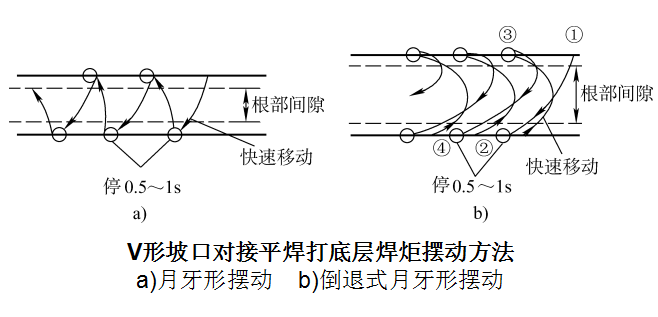 ③ ①
根部间隙 根部间隙
快速移动 ④ ② 快速移动
停0.5～1s 停0.5～1s
a) b)
V形坡口对接平焊打底层焊炬摆动方法
a)月牙形摆动 b)倒退式月牙形摆动